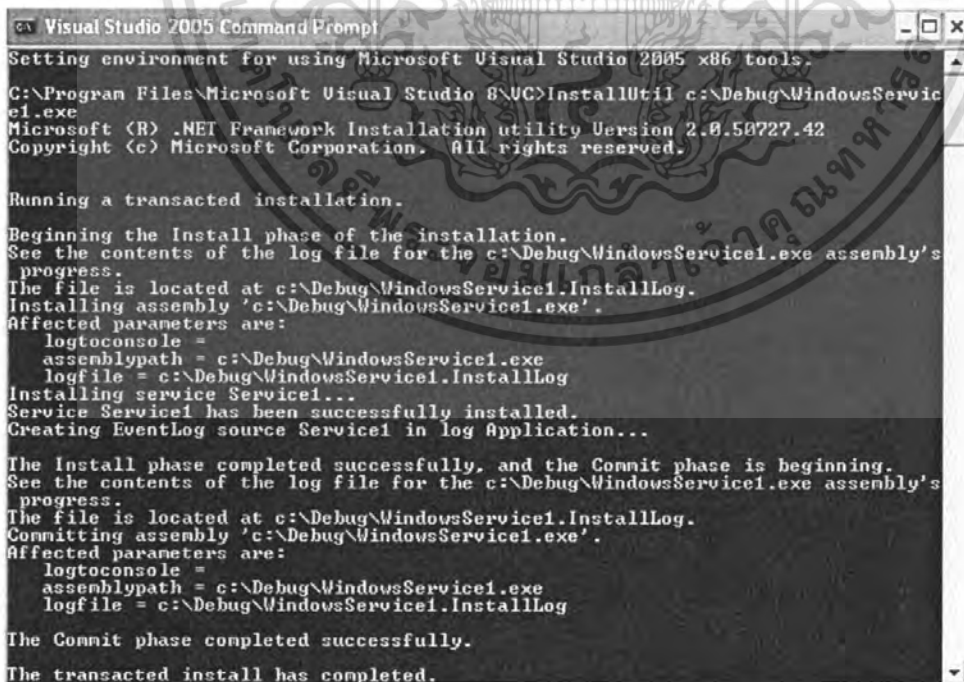 Visual Studio 2005 Command Prompt
Setting environment for using Microsoft Visual Studio 2005 x86 tools.
C:\Program Files\Microsoft Visual Studio 8\VC>InstallUtil c:\Debug\WindowsServic
e1.exe
Microsoft (R) .NET Framework Installation utility Version 2.0.50727.42
Copyright (c) Microsoft Corporation.  All rights reserved.
Running a transacted installation.
Beginning the Install phase of the installation.
See the contents of the log file for the c:\Debug\WindowsService1.exe assembly's
progress.
The file is located at c:\Debug\WindowsService1.InstallLog.
Installing assembly 'c:\Debug\WindowsService1.exe'.
Affected parameters are:
logtoconsole =
assemblypath = c:\Debug\WindowsService1.exe
logfile = c:\Debug\WindowsService1.InstallLog
Installing service Service1...
Service Service1 has been successfully installed.
Creating EventLog source Service1 in log Application...
The Install phase completed successfully, and the Commit phase is beginning.
See the contents of the log file for the c:\Debug\WindowsService1.exe assembly's
progress.
The file is located at c:\Debug\WindowsService1.InstallLog.
Committing assembly 'c:\Debug\WindowsService1.exe'.
Affected parameters are:
logtoconsole =
assemblypath = c:\Debug\WindowsService1.exe
logfile = c:\Debug\WindowsService1.InstallLog
The Commit phase completed successfully.
The transacted install has completed.